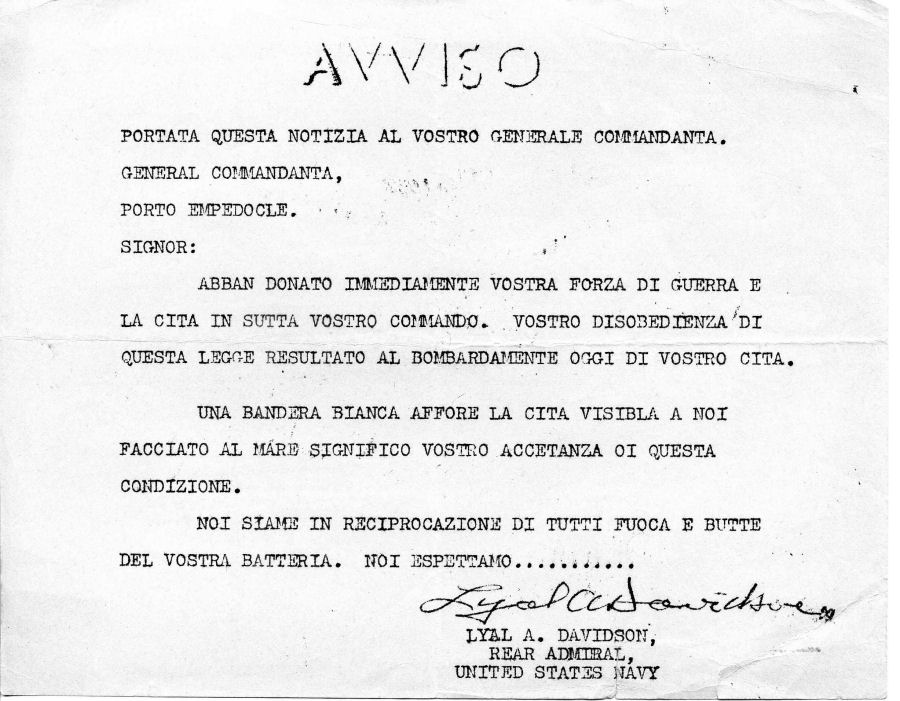 AVVISO
PORTATA QUESTA NOTIZIA AL VOSTRO GENERALE COMMANDANTA.
GENERAL COMMANDANTA,
PORTO EMPEDOCLE.
SIGNOR:
ABBAN DONATO IMMEDIAMENTE VOSTRA FORZA DI GUERRA E
LA CITA IN SUTTA VOSTRO COMMANDO. VOSTRO DISOBEDIENZA DI
QUESTA LEGGE RESULTATO AL BOMBARDAMENTE OGGI DI VOSTRO CITA.
UNA BANDERA BIANCA AFFORE LA CITA VISIBLA A NOI
FACCIATO AL MARE SIGNIFICO VOSTRO ACCETANZA OI QUESTA
CONDIZIONE.
NOI SIAME IN RECIPROCAZIONE DI TUTTI FUOCA E BUTTE
DEL VOSTRA BATTERIA. NOI ESPETTAMO...........
Lyal A Davidson
LYAL A. DAVIDSON,
REAR ADMIRAL,
UNITED STATES NAVY